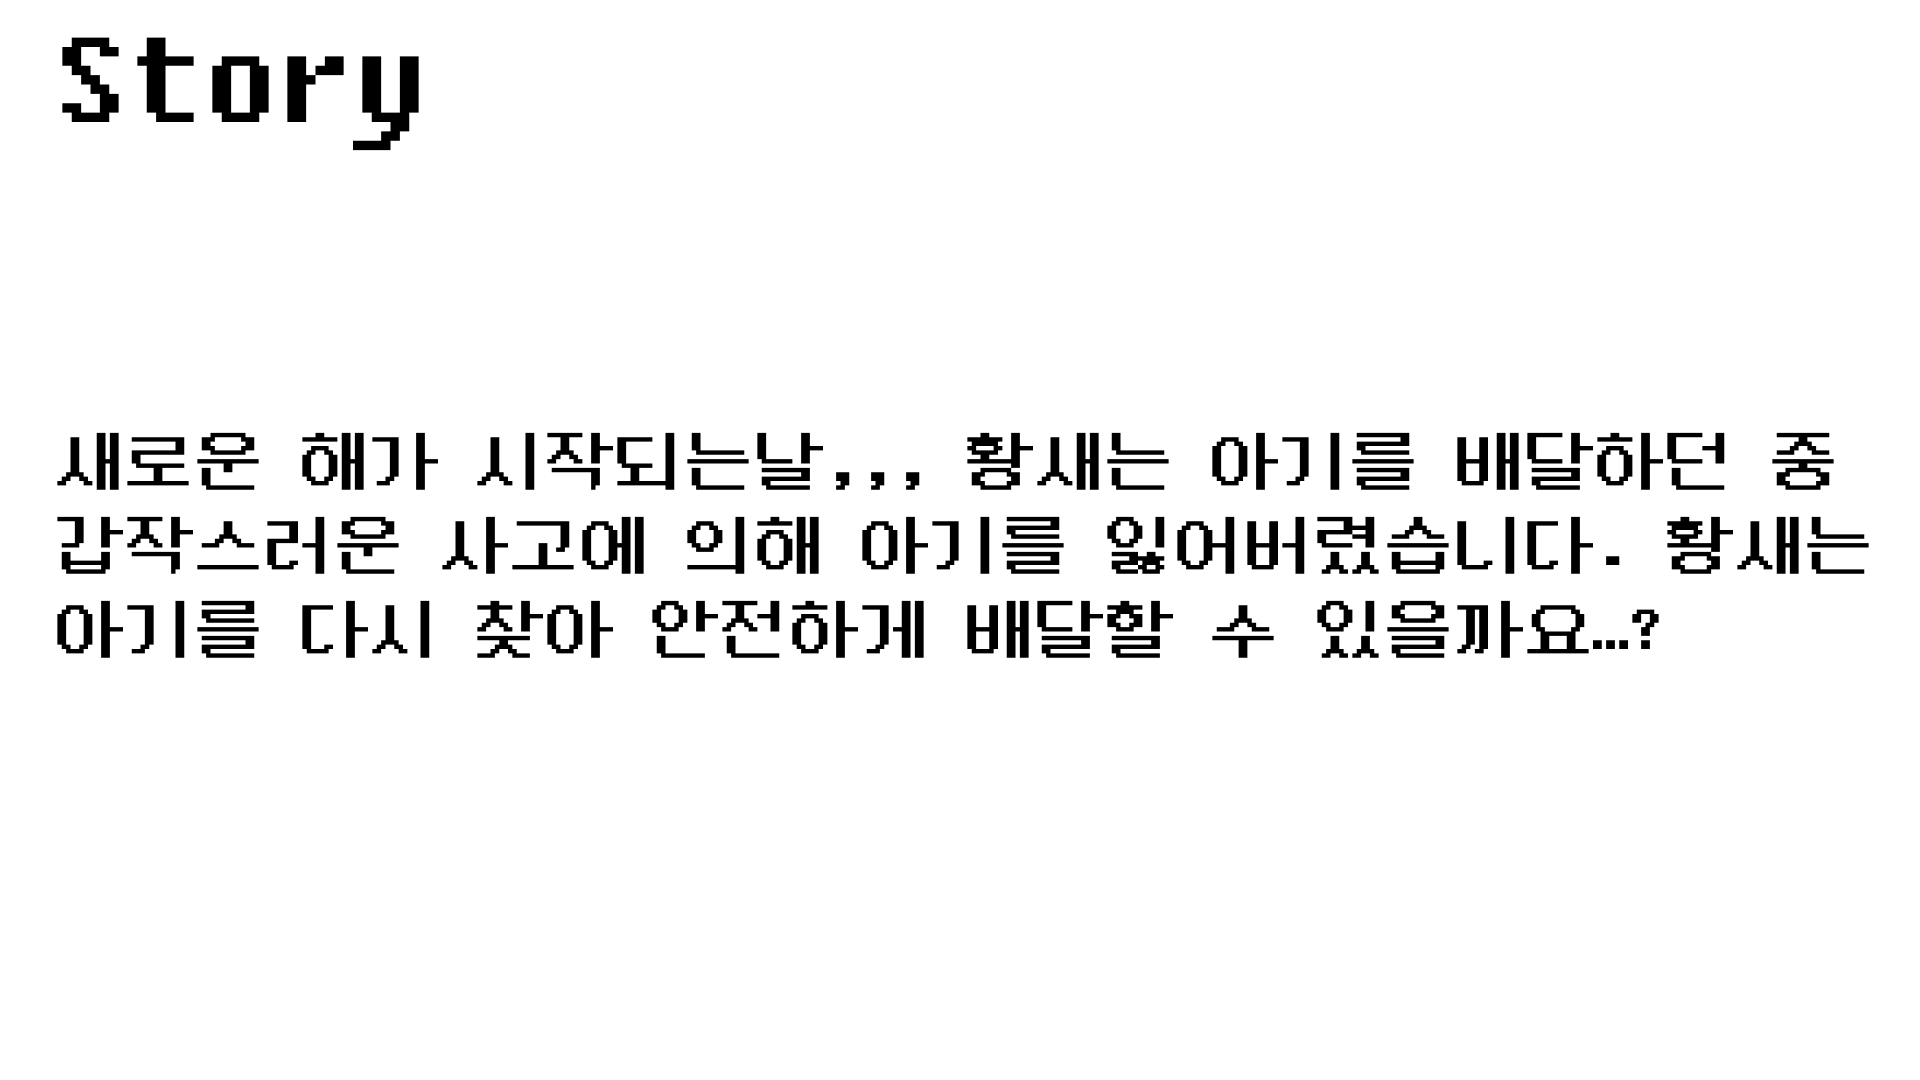 Story
새로운 해가 시작되는날,,, 황새는 아기를 배달하던 중
갑작스러운 사고에 의해 아기를 잃어버렸습니다. 황새는
아기를 다시 찾아 안전하게 배달할 수 있을까요...?